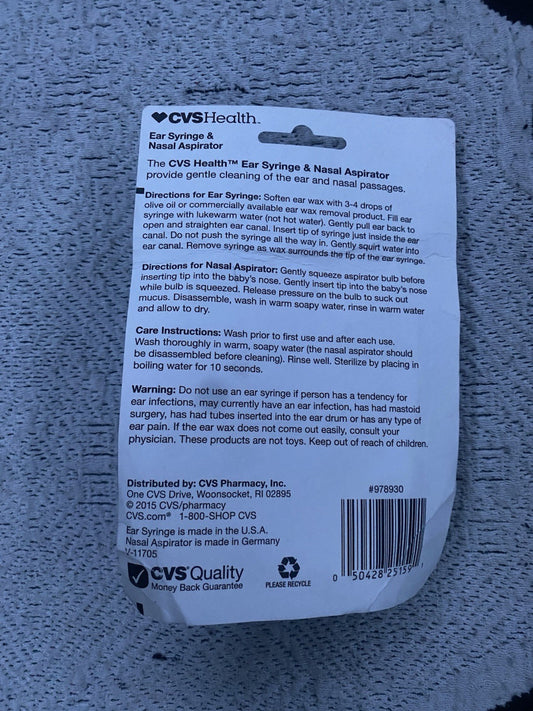 CVSHealth™
Ear Syringe &
Nasal Aspirator
The CVS Health™ Ear Syringe & Nasal Aspirator
provide gentle cleaning of the ear and nasal passages.
Directions for Ear Syringe: Soften ear wax with 3-4 drops of
olive oil or commercially available ear wax removal product. Fill ear
syringe with lukewarm water (not hot water). Gently pull ear back to
open and straighten ear canal. Insert tip of syringe just inside the ear
canal. Do not push the syringe all the way in. Gently squirt water into
ear canal. Remove syringe as wax surrounds the tip of the ear syringe.
Directions for Nasal Aspirator: Gently squeeze aspirator bulb before
inserting tip into the baby's nose. Gently insert tip into the baby's nose
while bulb is squeezed. Release pressure on the bulb to suck out
mucus. Disassemble, wash in warm soapy water, rinse in warm water
and allow to dry.
Care Instructions: Wash prior to first use and after each use.
Wash thoroughly in warm, soapy water (the nasal aspirator should
be disassembled before cleaning). Rinse well. Sterilize by placing in
boiling water for 10 seconds.
Warning: Do not use an ear syringe if person has a tendency for
ear infections, may currently have an ear infection, has had mastoid
surgery, has had tubes inserted into the ear drum or has any type of
ear pain. If the ear wax does not come out easily, consult your
physician. These products are not toys. Keep out of reach of children.
Distributed by: CVS Pharmacy, Inc.
One CVS Drive, Woonsocket, RI 02895
© 2015 CVS/pharmacy
CVS.com® 1-800-SHOP CVS
Ear Syringe is made in the U.S.A.
Nasal Aspirator is made in Germany
V-11705
CVS® Quality
Money Back Guarantee
PLEASE RECYCLE
#978930
0 50428 25159 1